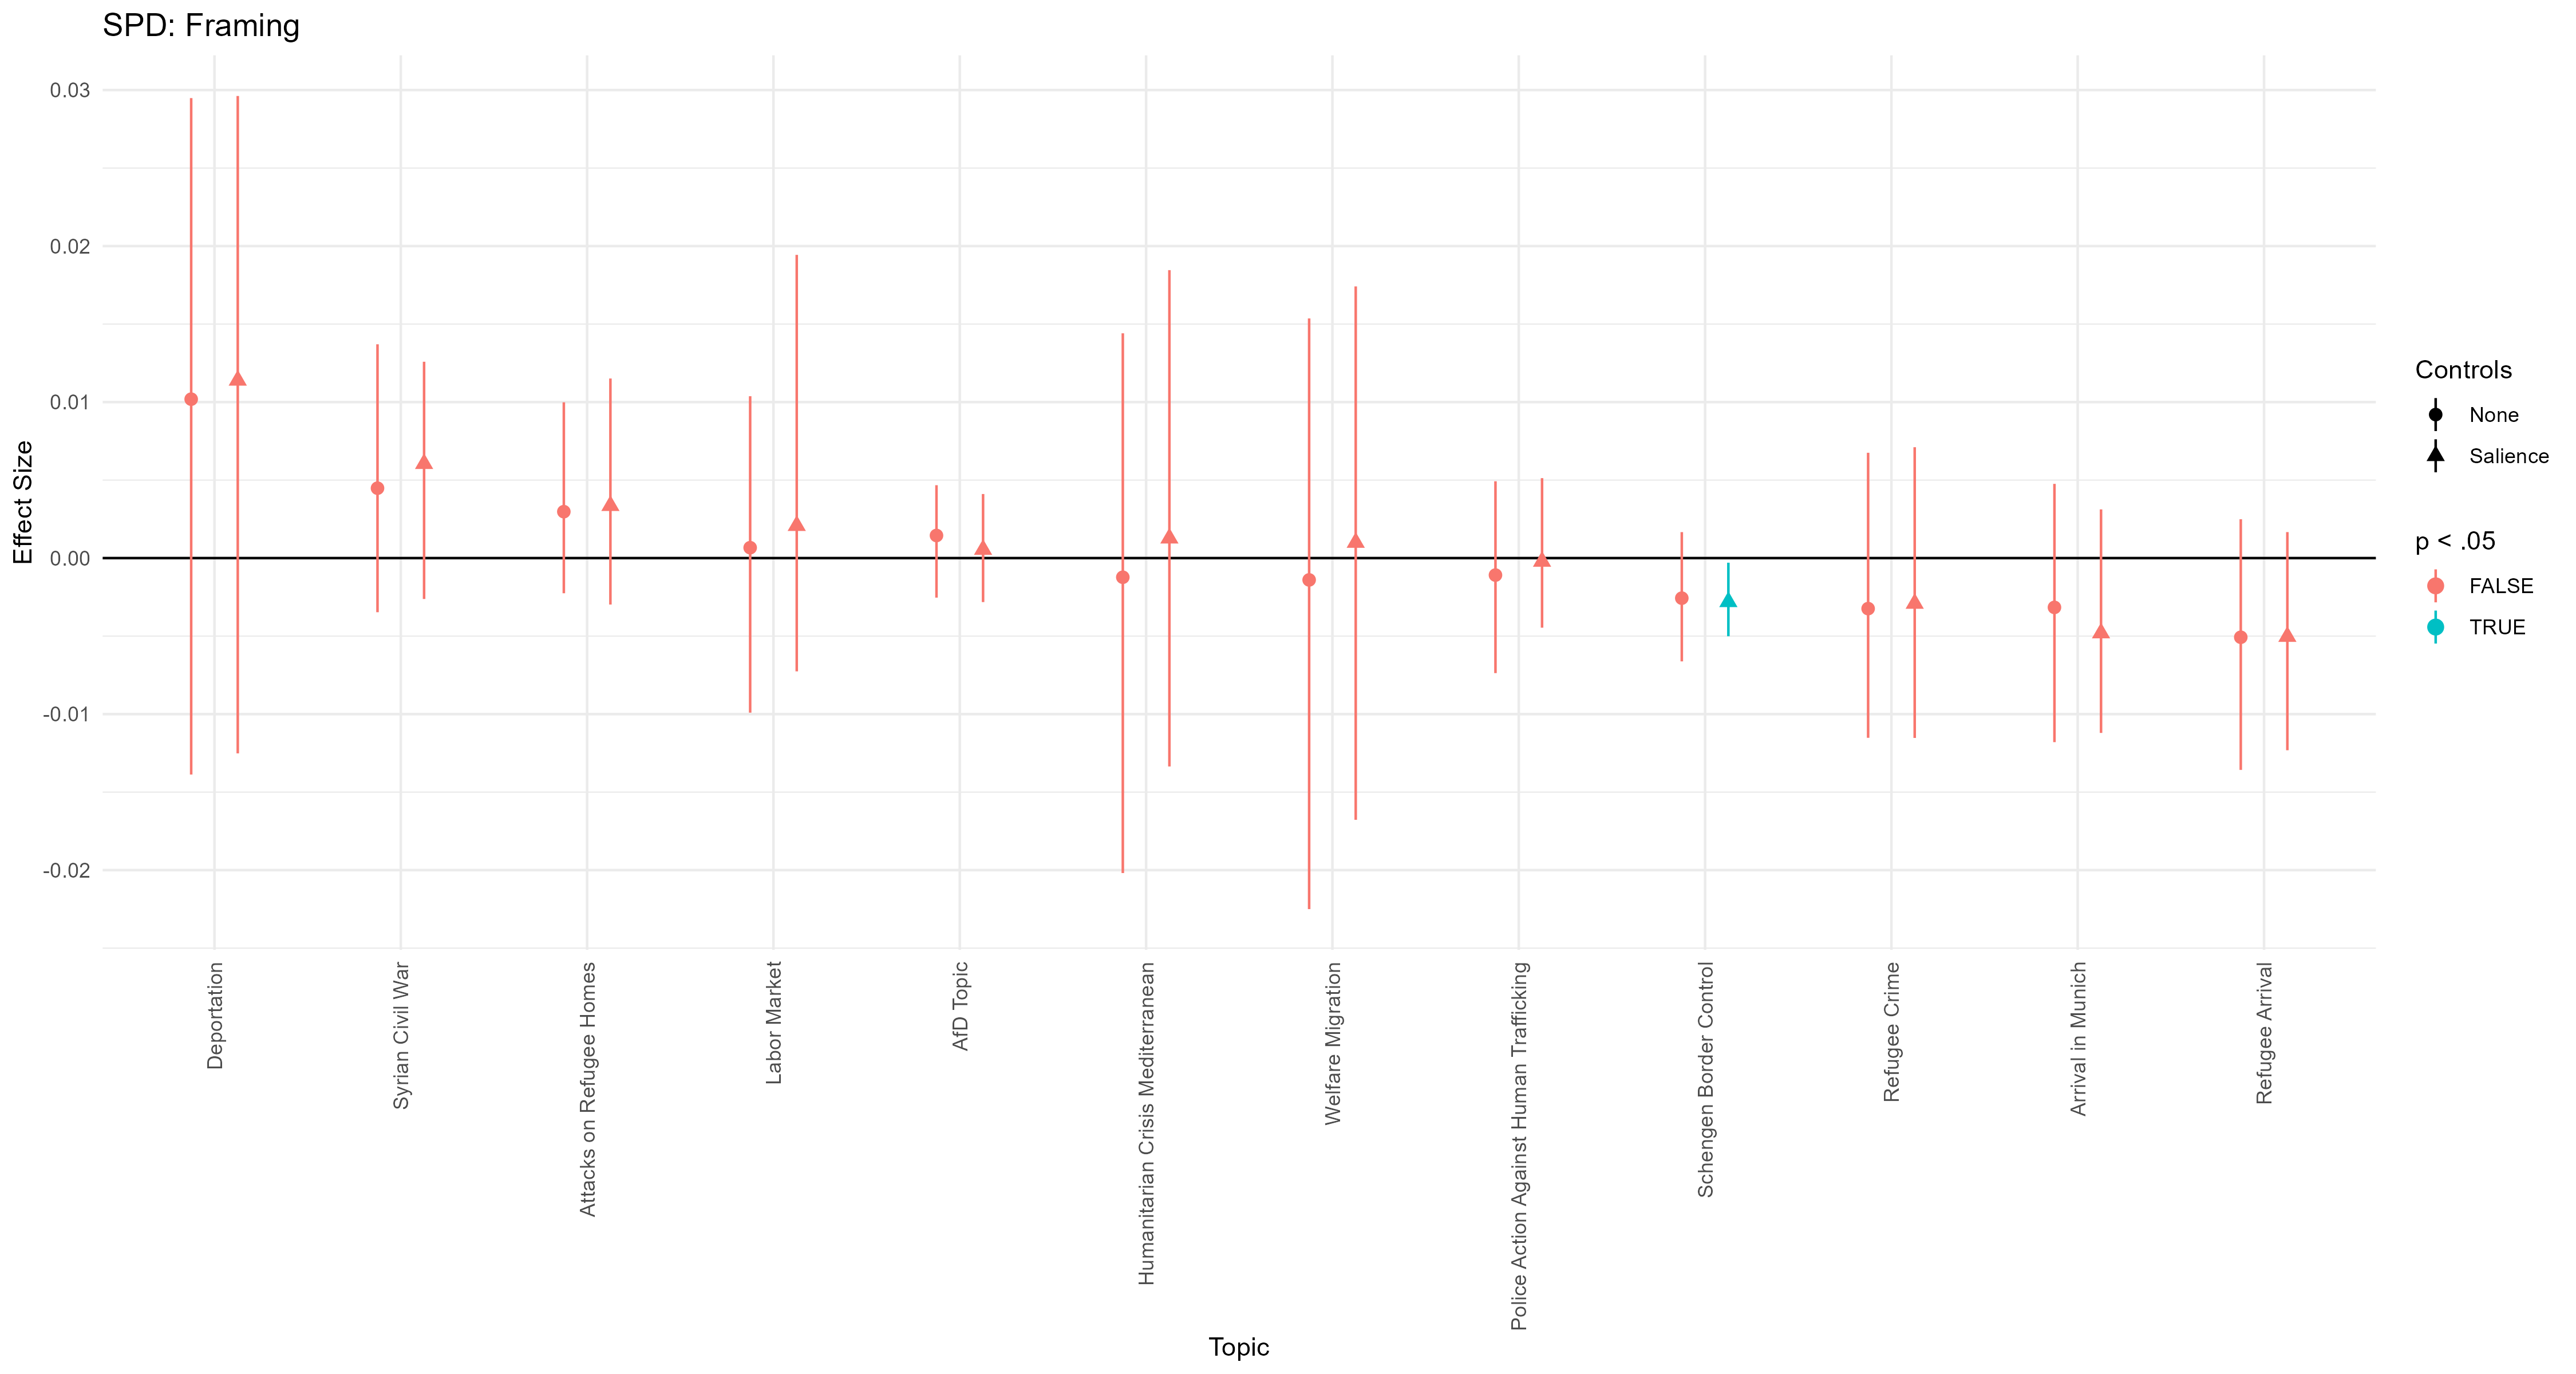 SPD: Framing
Effect Size
0.03
0.02
0.01
0.00
-0.01
-0.02
Deportation
Syrian Civil War
Attacks on Refugee Homes
Labor Market
AfD Topic
Humanitarian Crisis Mediterranean
Welfare Migration
Police Action Against Human Trafficking
Schengen Border Control
Refugee Crime
Arrival in Munich
Refugee Arrival
Topic
Controls
None
Salience
p < .05
FALSE
TRUE